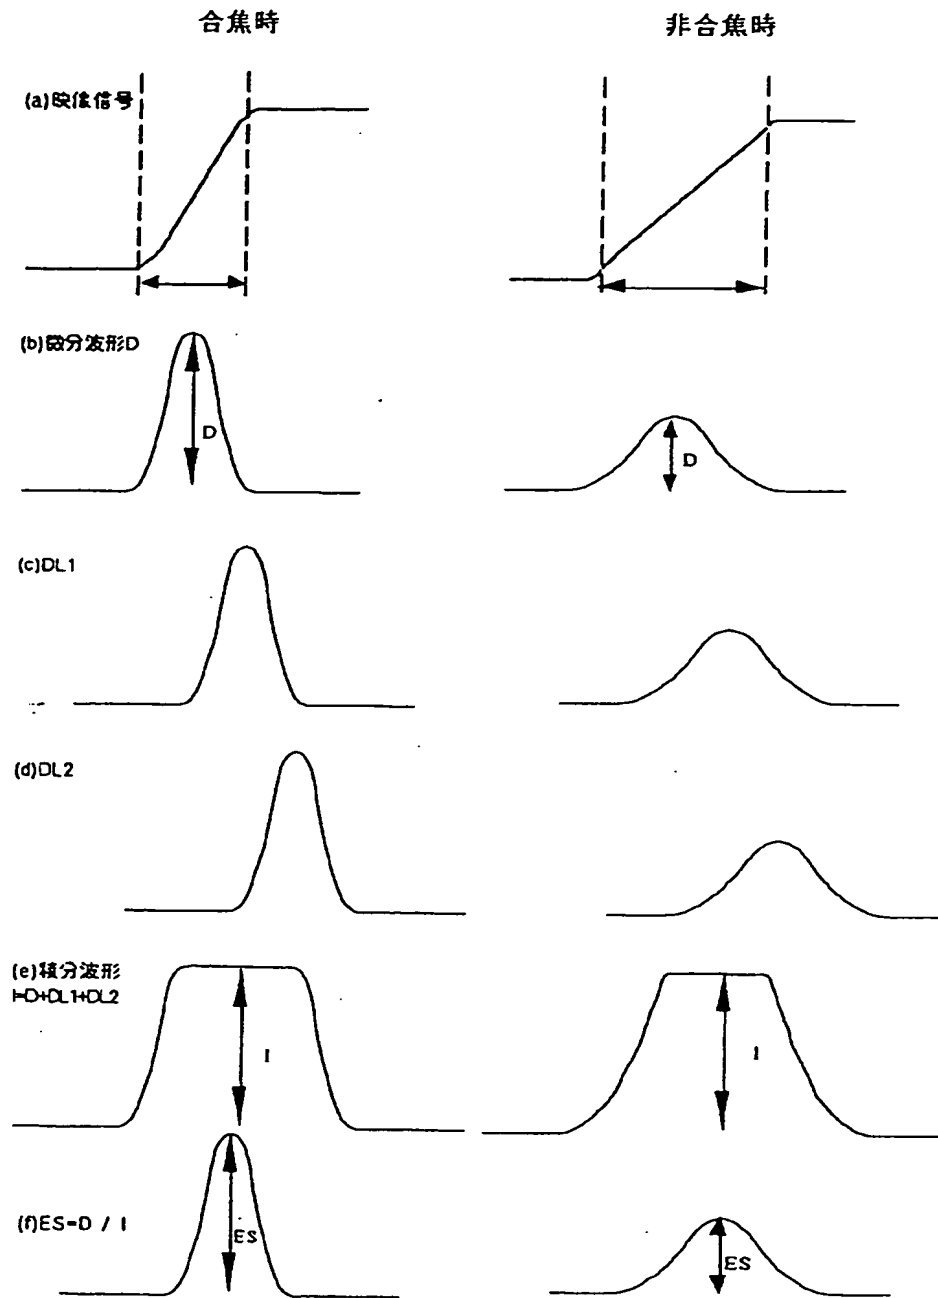 合焦時
非合焦時
(a)映像信号
(b)微分波形D
D
D
(c)DL1
(d)DL2
(e)積分波形
I=D+DL1+DL2
I
I
(f)ES=D / I
ES
ES